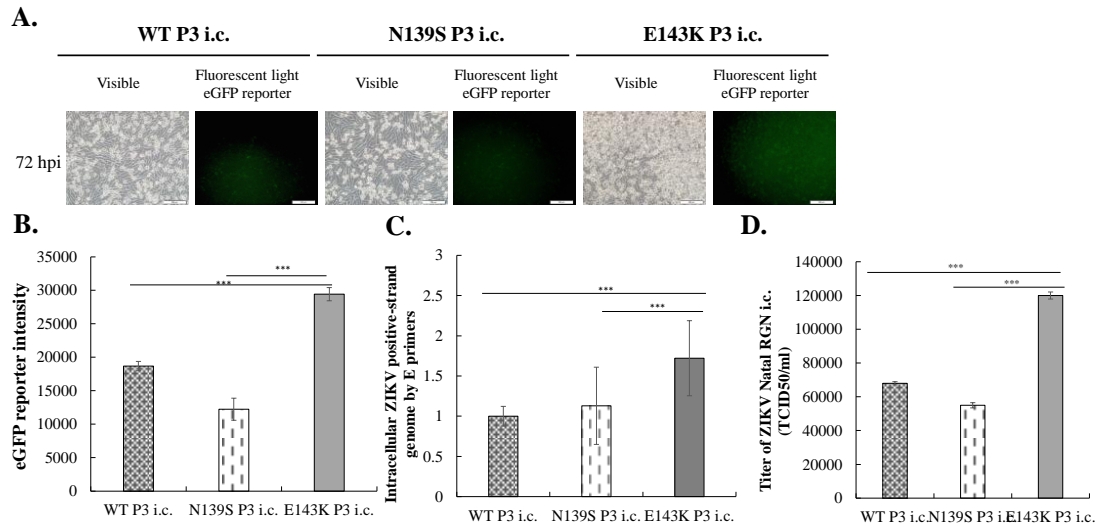 A.
WT P3 i.c.
N139S P3 i.c.
E143K P3 i.c.
Visible
Fluorescent light
eGFP reporter
Visible
Fluorescent light
eGFP reporter
Visible
Fluorescent light
eGFP reporter
72 hpi
B.
eGFP reporter intensity
35000
30000
25000
20000
15000
10000
5000
0
***
***
WT P3 i.c.
N139S P3 i.c.
E143K P3 i.c.
C.
Intracellular ZIKV positive-strand
genome by E primers
3
2.5
2
1.5
1
0.5
0
***
***
WT P3 i.c.
N139S P3 i.c.
E143K P3 i.c.
D.
Titer of ZIKV Natal RGN i.c.
(TCID50/ml)
140000
120000
100000
80000
60000
40000
20000
0
***
***
WT P3 i.c.
N139S P3 i.c.
E143K P3 i.c.